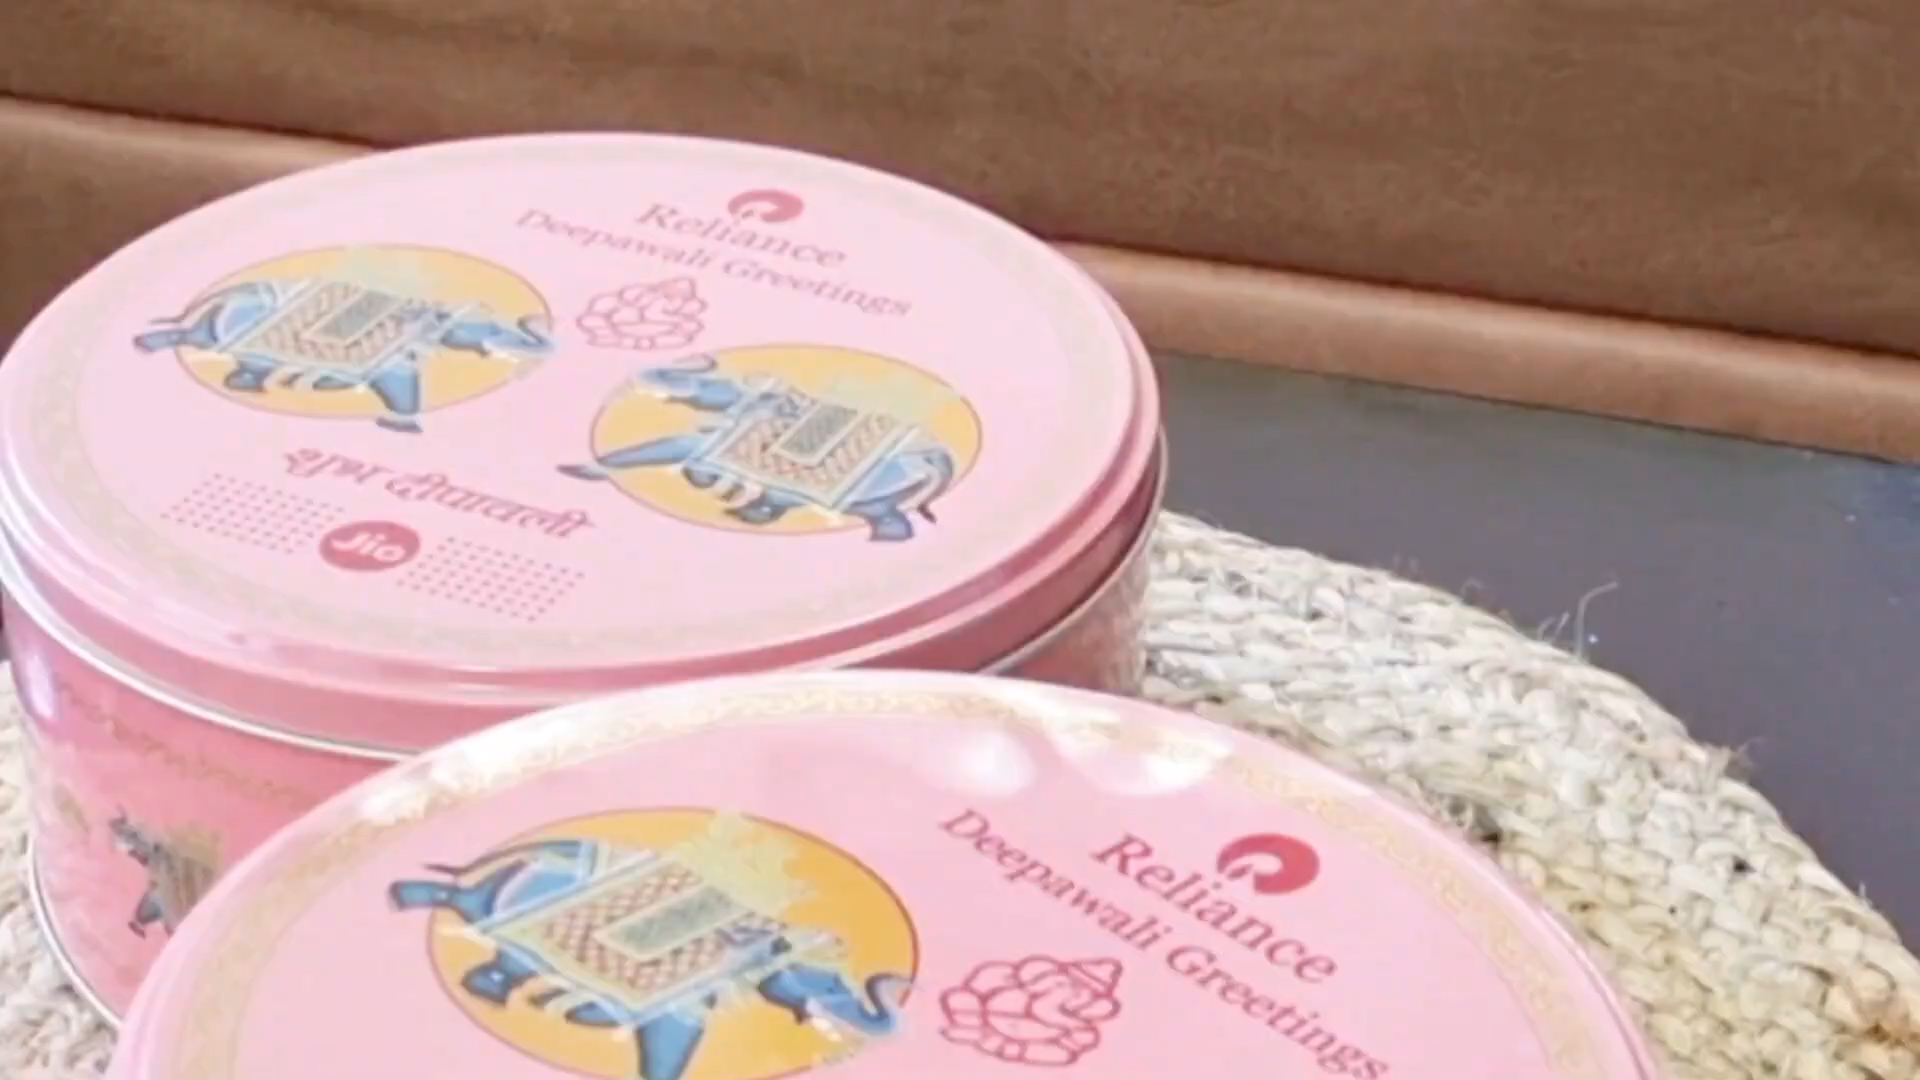 Reliance
Deepawali Greetings
शुभ दीपावली
Jio
Reliance
Deepawali Greetings